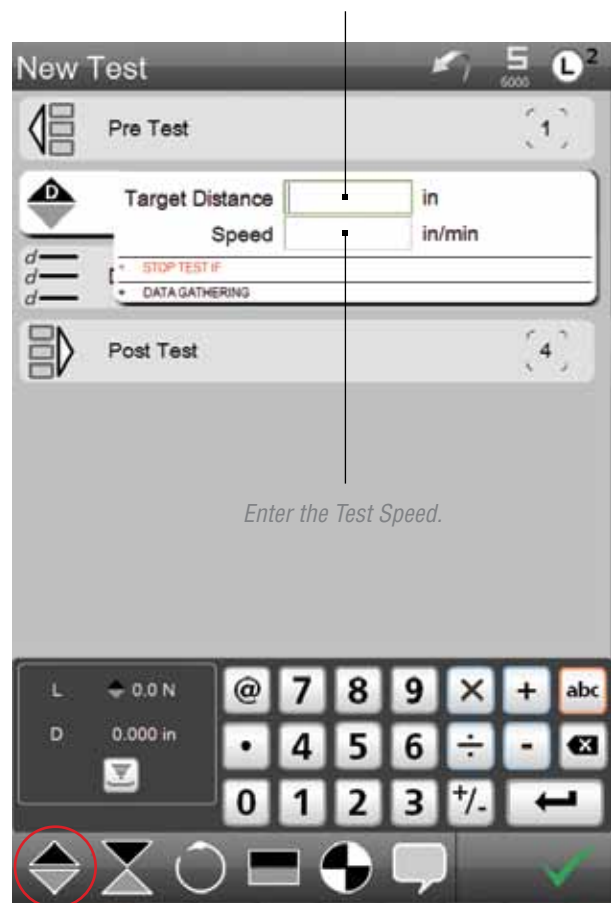 New Test
5
6000
L 2
Pre Test 1
D
Target Distance in
Speed in/min
d
d
d
• STOP TEST IF
• DATA GATHERING
Post Test 4
Enter the Test Speed.
L 0.0 N
D 0.000 in
@ 7 8 9 × + abc
• 4 5 6 ÷ -
0 1 2 3 +/-